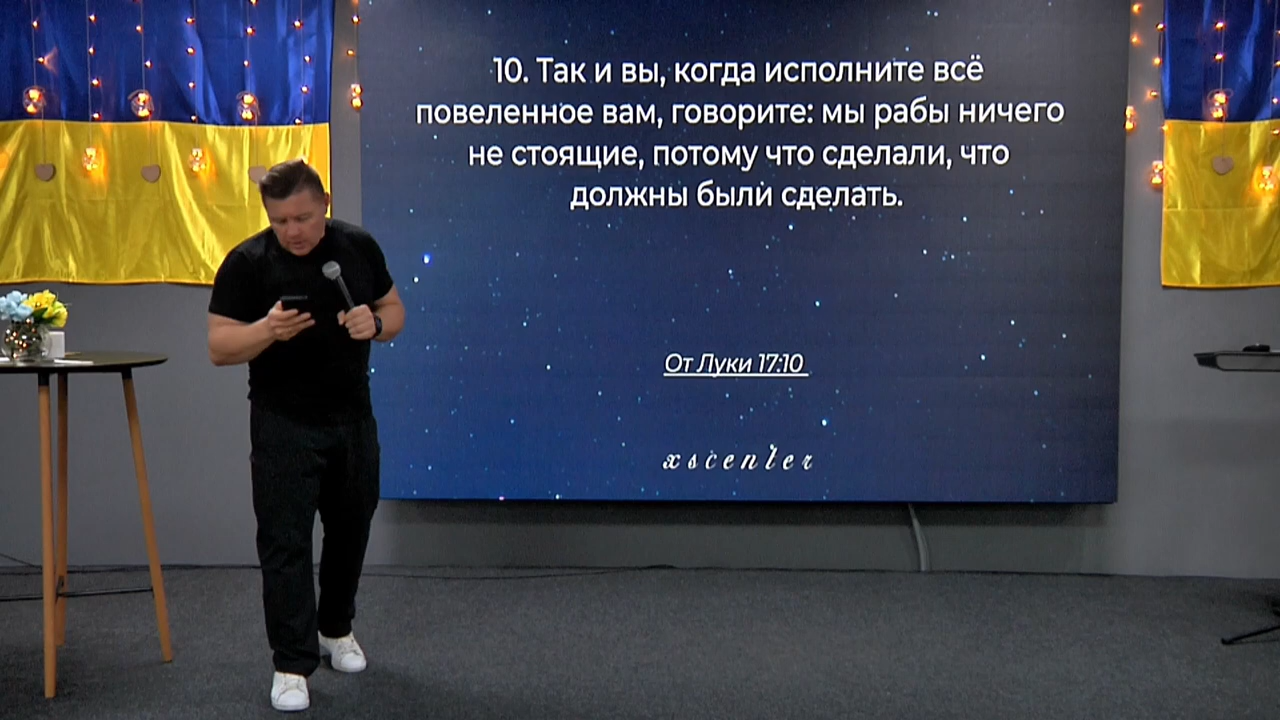 10. Так и вы, когда исполните всё
повеленное вам, говорите: мы рабы ничего
не стоящие, потому что сделали, что
должны были сделать.
От Луки 17:10
xscenter